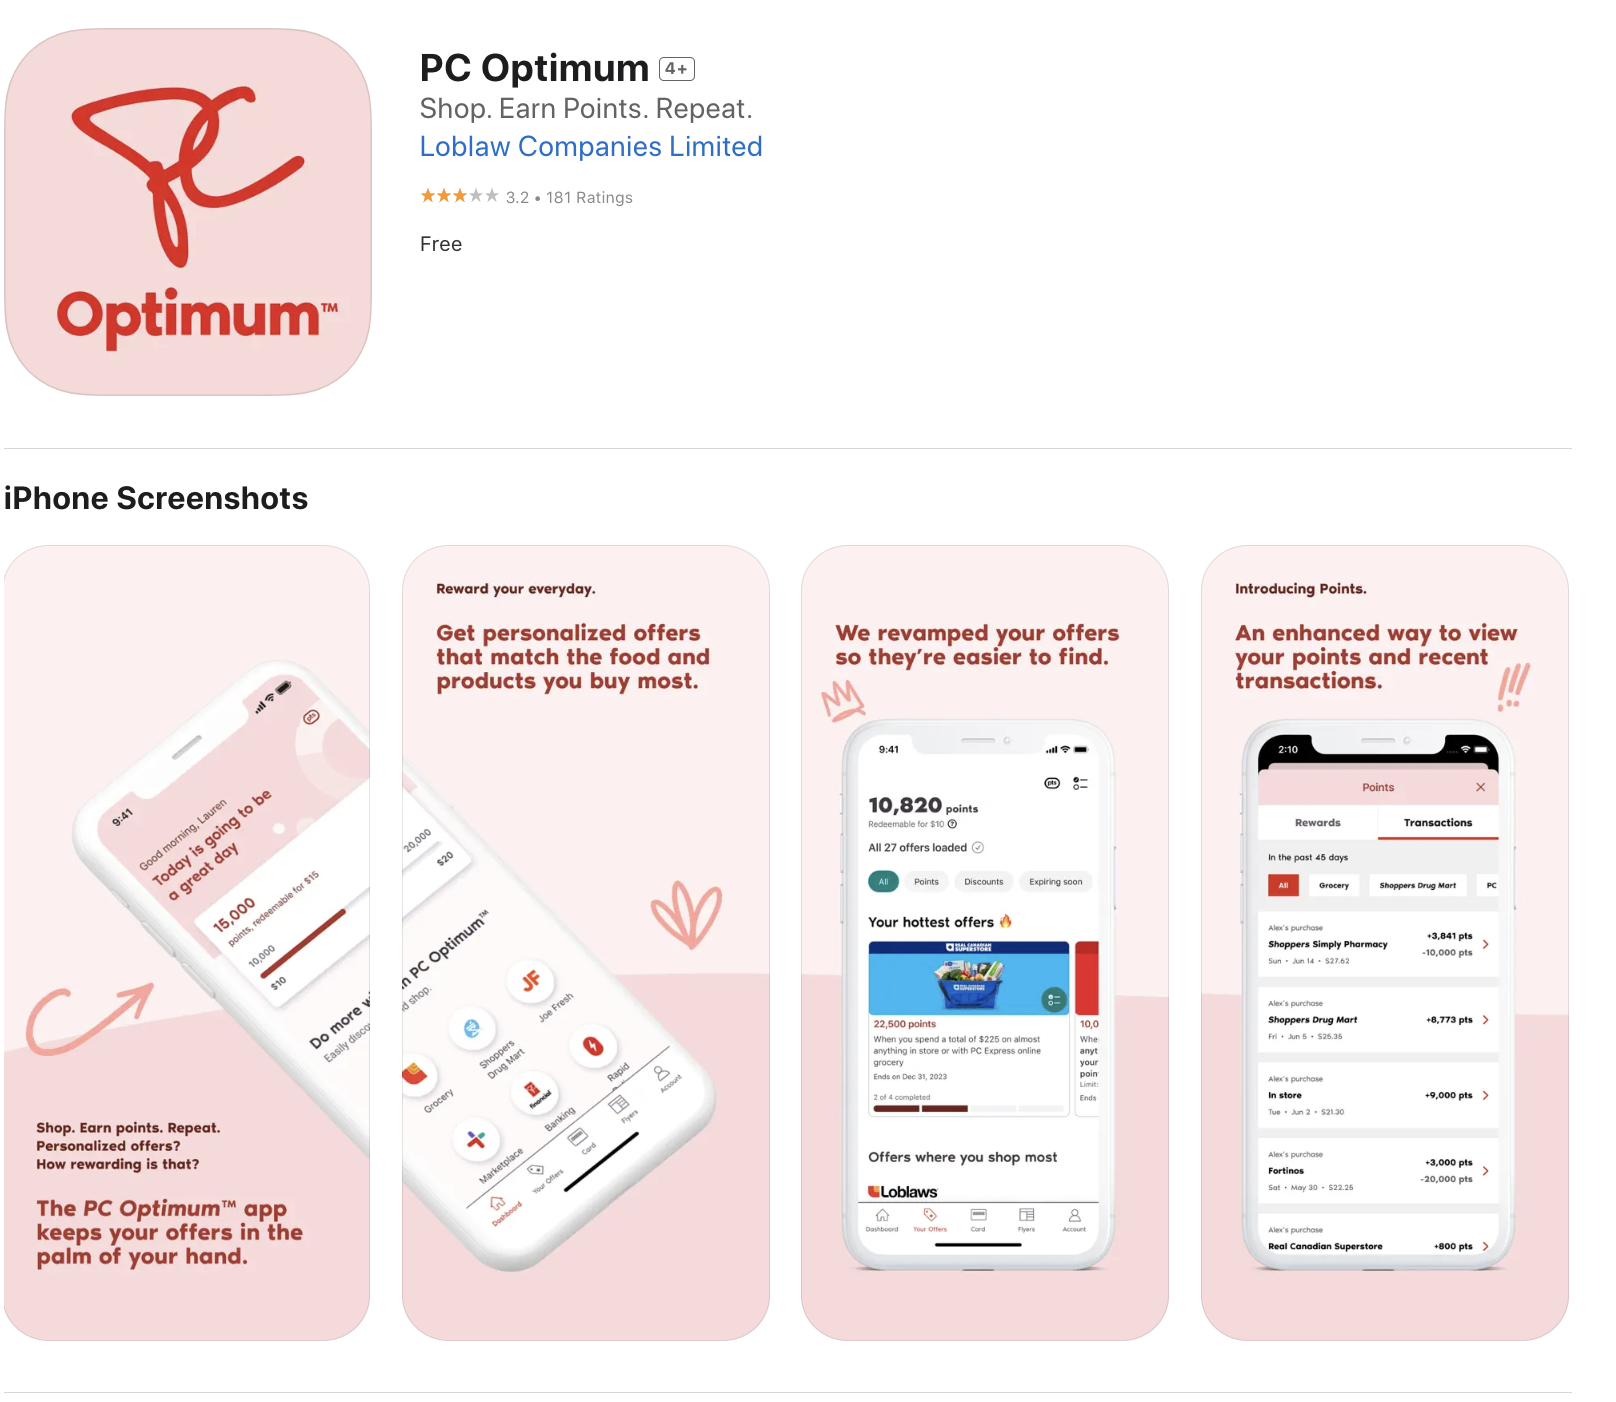 Optimum™
PC Optimum 4+
Shop. Earn Points. Repeat.
Loblaw Companies Limited
3.2 • 181 Ratings
Free
iPhone Screenshots
9:41
pts
Good morning, Lauren
Today is going to be
a great day
15,000
points, redeemable for $15
10,000
$10
Do more
Easily disco
Shop. Earn points. Repeat.
Personalized offers?
How rewarding is that?
The PC Optimum™ app
keeps your offers in the
palm of your hand.
Reward your everyday.
Get personalized offers
that match the food and
products you buy most.
20,000
$20
PC Optimum™
shop.
JF
Joe Fresh
Shoppers
Drug Mart
Rapid
Grocery
financial
Banking
Marketplace
Account
Flyers
Card
Your Offers
Dashboard
We revamped your offers
so they're easier to find.
9:41
pts
10,820 points
Redeemable for $10
All 27 offers loaded
All Points Discounts Expiring soon
Your hottest offers 🔥
REAL CANADIAN
SUPERSTORE
REAL CANADIAN
SUPERSTORE
22,500 points
When you spend a total of $225 on almost
anything in store or with PC Express online
grocery
Ends on Dec 31, 2023
2 of 4 completed
10,0
Whe
anyt
your
poin
Limit:
Ends
Offers where you shop most
Loblaws
Dashboard Your Offers Card Flyers Account
Introducing Points.
An enhanced way to view
your points and recent
transactions.
2:10
Points
Rewards Transactions
In the past 45 days
All Grocery Shoppers Drug Mart PC
Alex's purchase
Shoppers Simply Pharmacy
Sun • Jun 14 • $27.62
+3,841 pts
-10,000 pts
Alex's purchase
Shoppers Drug Mart
Fri • Jun 5 • $25.35
+8,773 pts
Alex's purchase
In store
Tue • Jun 2 • $21.30
+9,000 pts
Alex's purchase
Fortinos
Sat • May 30 • $22.25
+3,000 pts
-20,000 pts
Alex's purchase
Real Canadian Superstore
+800 pts